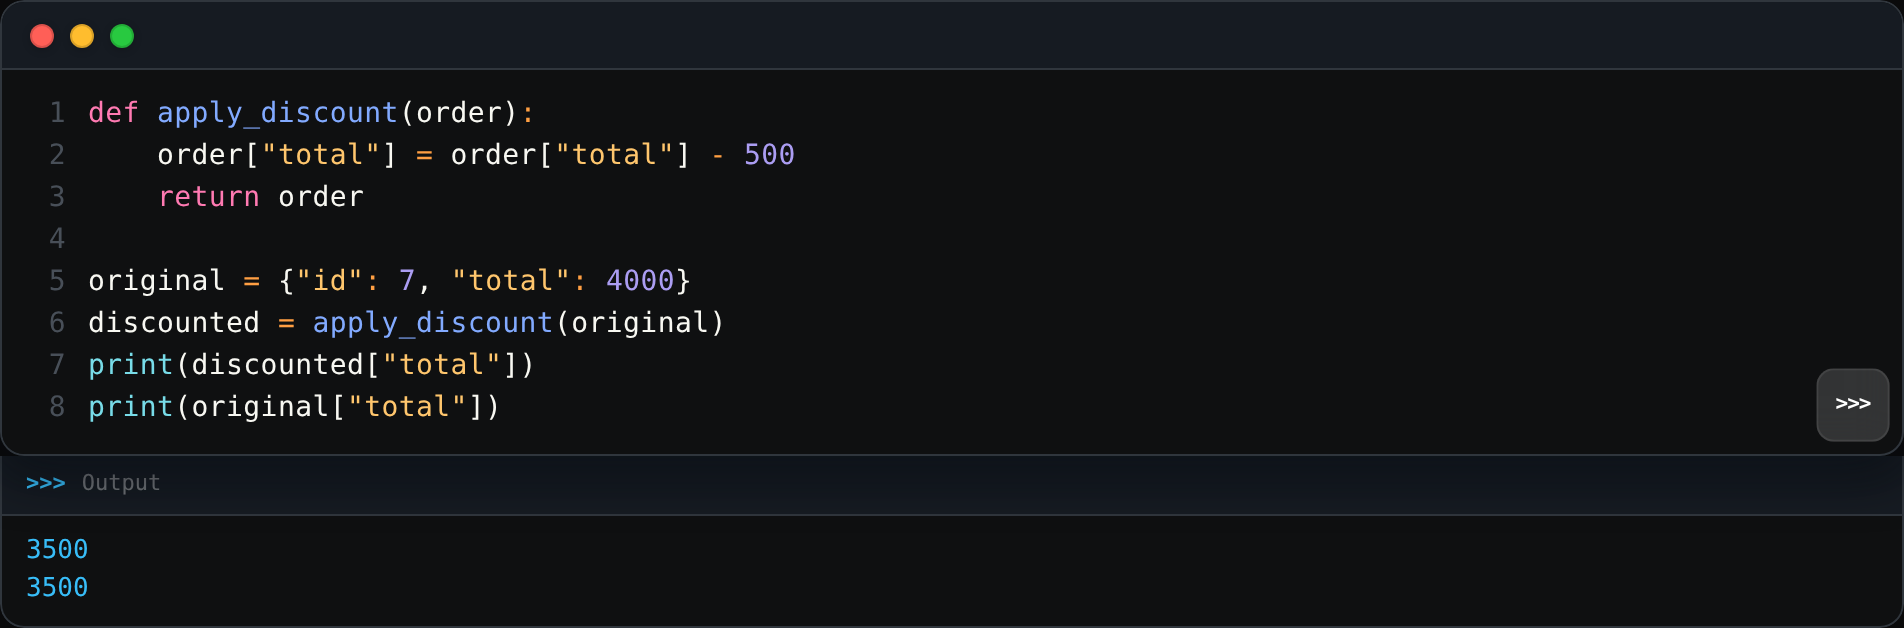 1 def apply_discount(order):
2     order["total"] = order["total"] - 500
3     return order
4
5 original = {"id": 7, "total": 4000}
6 discounted = apply_discount(original)
7 print(discounted["total"])
8 print(original["total"])
>>>
>>> Output
3500
3500